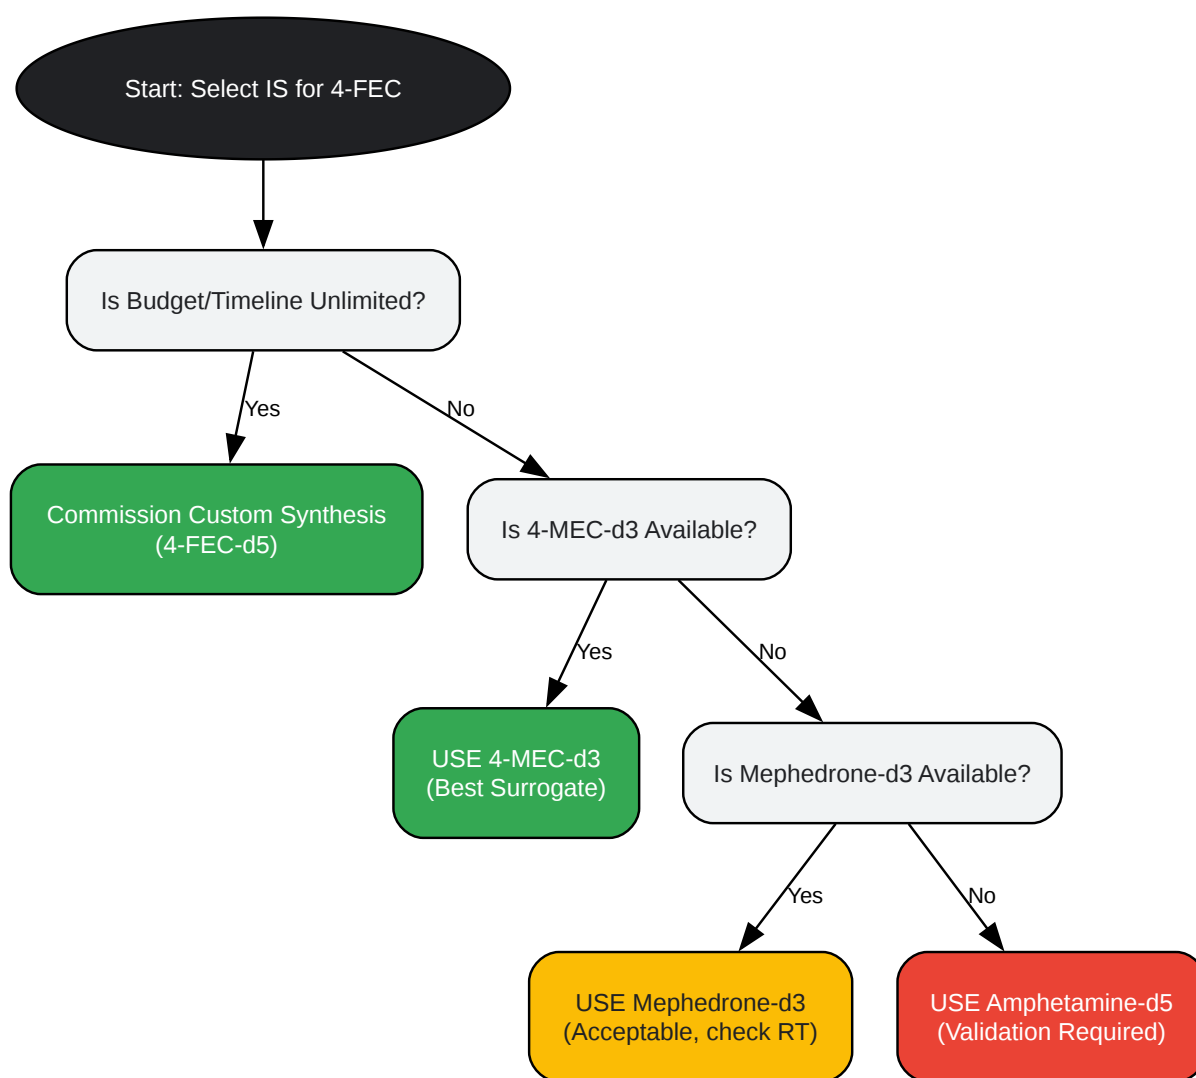 Start: Select IS for 4-FEC
Is Budget/Timeline Unlimited?
Yes
No
Commission Custom Synthesis
(4-FEC-d5)
Is 4-MEC-d3 Available?
Yes
No
USE 4-MEC-d3
(Best Surrogate)
Is Mephedrone-d3 Available?
Yes
No
USE Mephedrone-d3
(Acceptable, check RT)
USE Amphetamine-d5
(Validation Required)